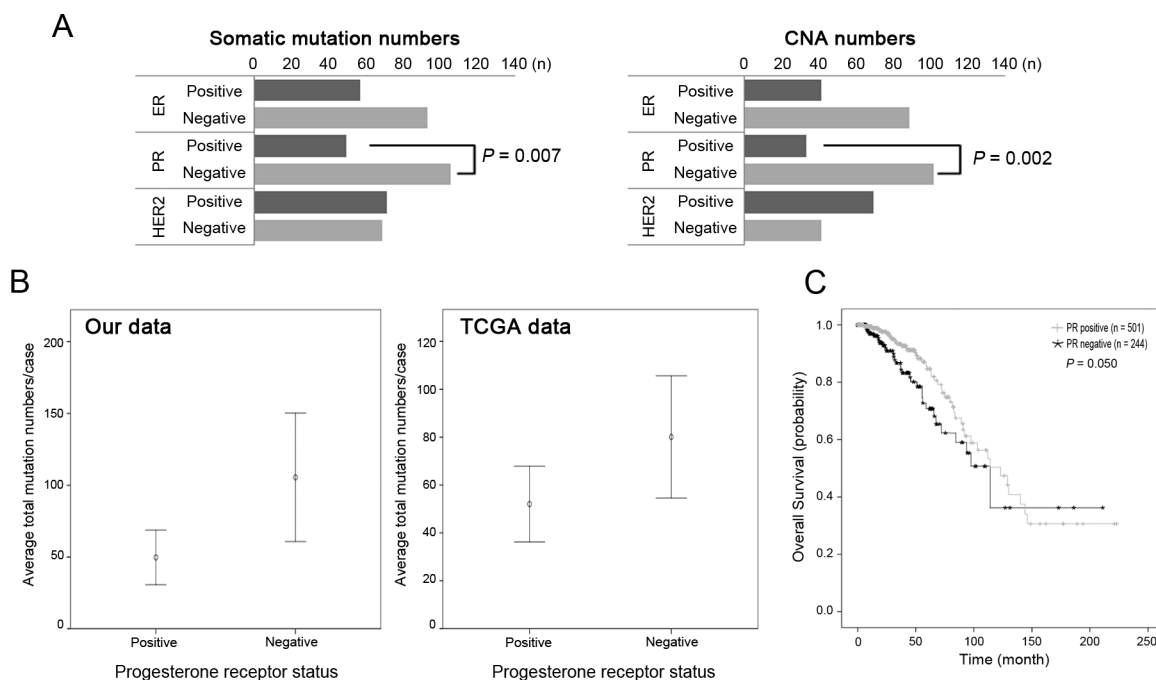 A
Somatic mutation numbers
0 20 40 60 80 100 120 140 (n)
ER
Positive
Negative
PR
Positive
Negative
HER2
Positive
Negative
P = 0.007
CNA numbers
0 20 40 60 80 100 120 140 (n)
ER
Positive
Negative
PR
Positive
Negative
HER2
Positive
Negative
P = 0.002
B
Our data
Average total mutation numbers/case
200
150
100
50
0
Positive Negative
Progesterone receptor status
TCGA data
Average total mutation numbers/case
120
100
80
60
40
20
0
Positive Negative
Progesterone receptor status
C
PR positive (n = 501)
PR negative (n = 244)
P = 0.050
Overall Survival (probability)
1.0
0.8
0.6
0.4
0.2
0.0
0 50 100 150 200 250
Time (month)